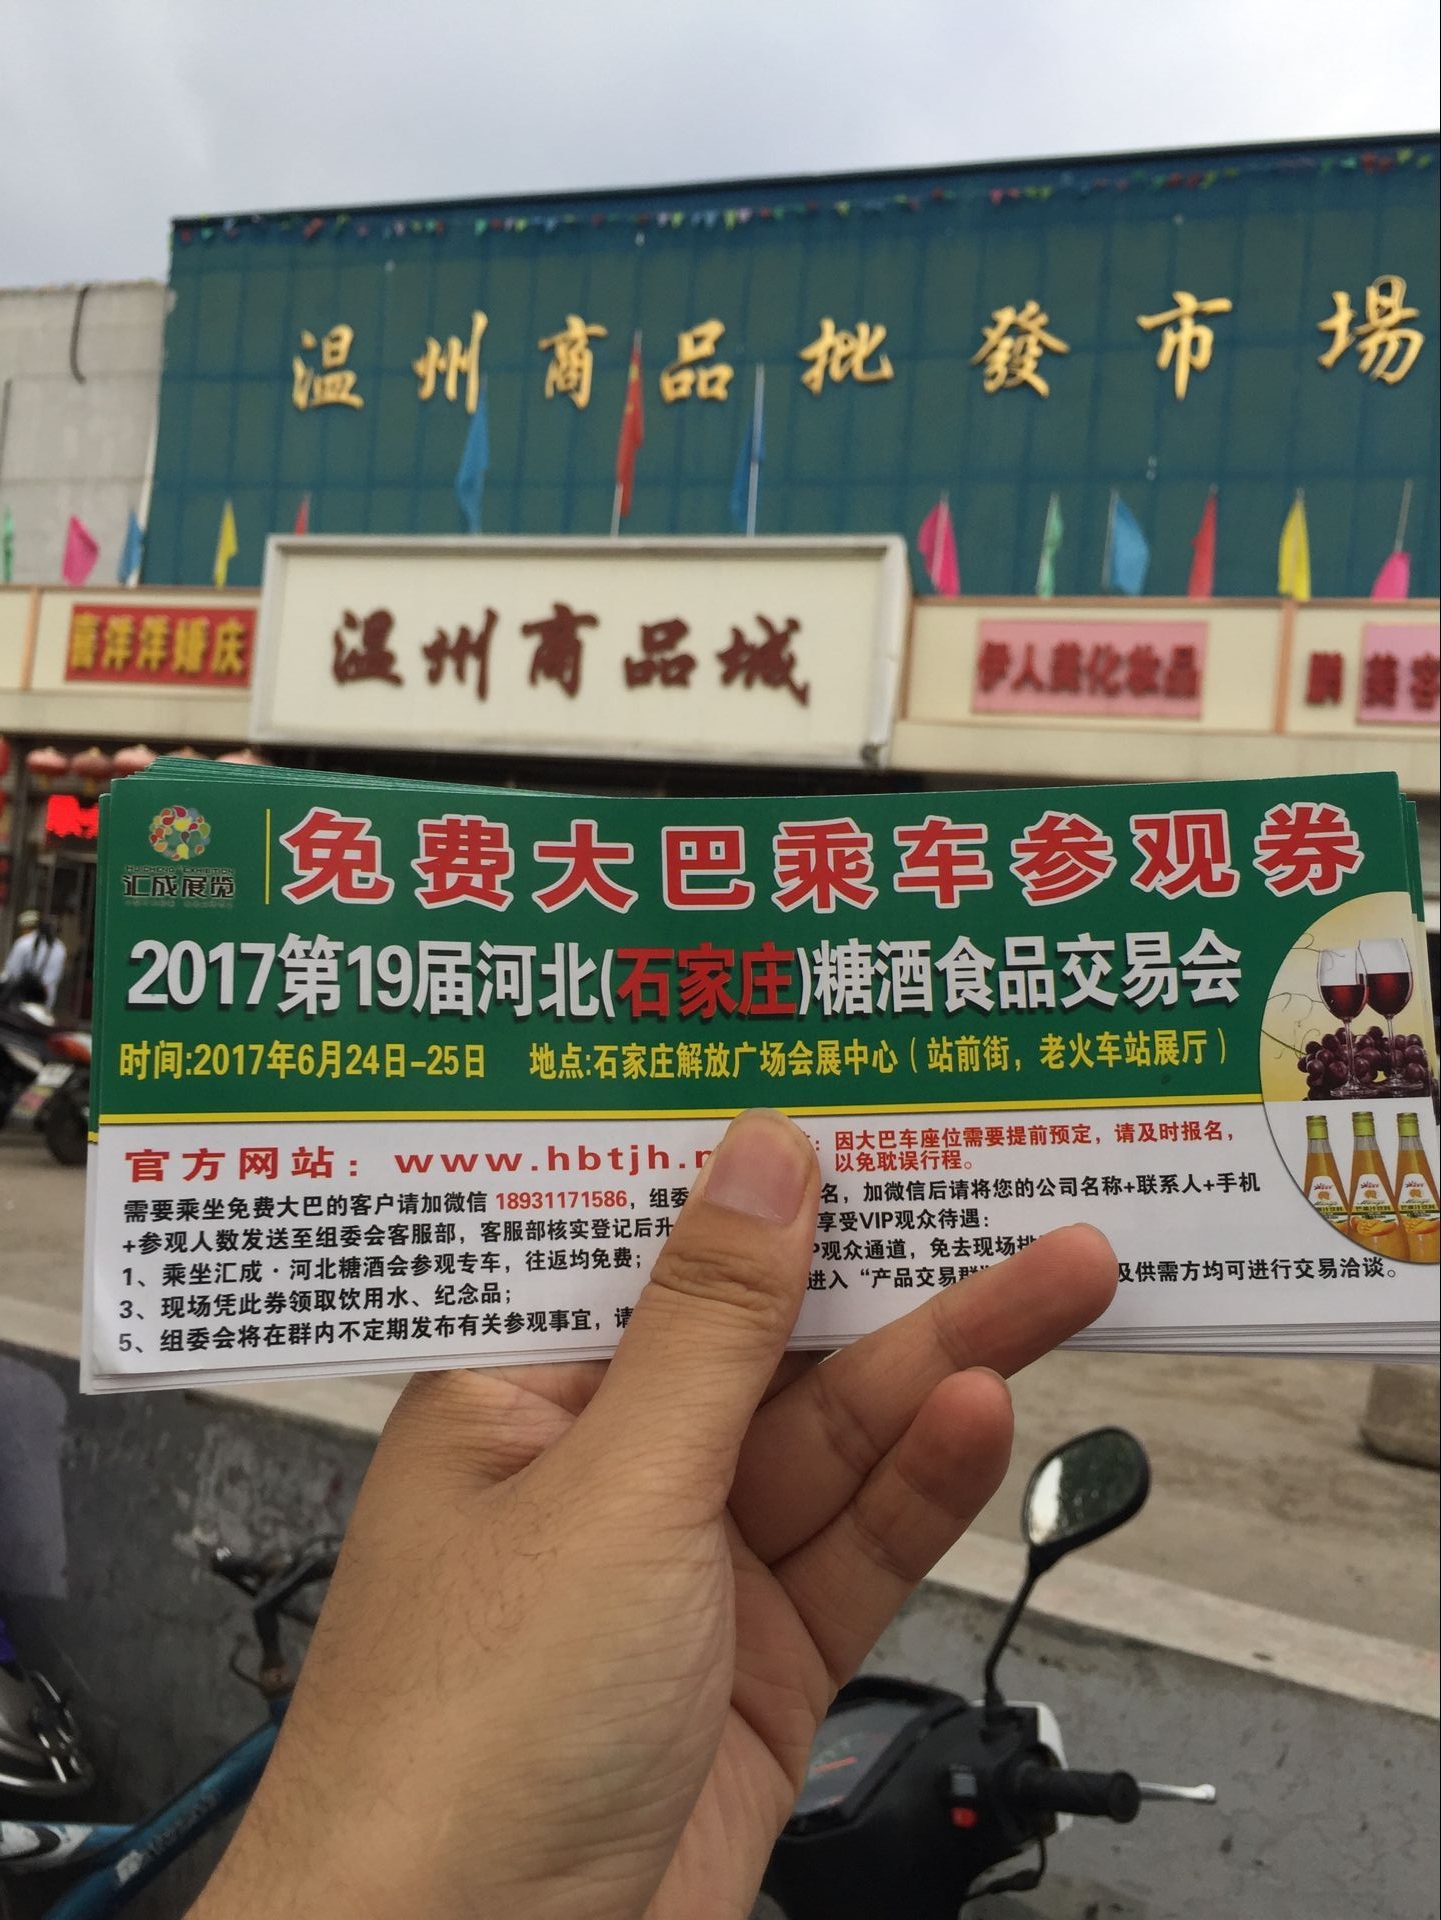 温州商品批發市場
喜洋洋婚庆
温州商品城
伊人美化妆品
鹏 美容
HUICHENG EXHIBITION
汇成展览
免费大巴乘车参观券
2017第19届河北(石家庄)糖酒食品交易会
时间:2017年6月24日-25日 地点:石家庄解放广场会展中心（站前街，老火车站展厅）
官方网站：www.hbtjh.
：因大巴车座位需要提前预定，请及时报名，
以免耽误行程。
需要乘坐免费大巴的客户请加微信 18931171586，组委 名，加微信后请将您的公司名称+联系人+手机
+参观人数发送至组委会客服部，客服部核实登记后升 享受VIP观众待遇：
1、乘坐汇成·河北糖酒会参观专车，往返均免费； P观众通道，免去现场排
3、现场凭此券领取饮用水、纪念品； 进入“产品交易群” 及供需方均可进行交易洽谈。
5、组委会将在群内不定期发布有关参观事宜，请